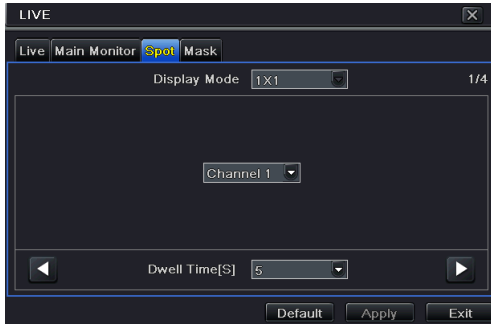 LIVE
Live Main Monitor Spot Mask
Display Mode 1X1 1/4
Channel 1
Dwell Time[S] 5
Default Apply Exit